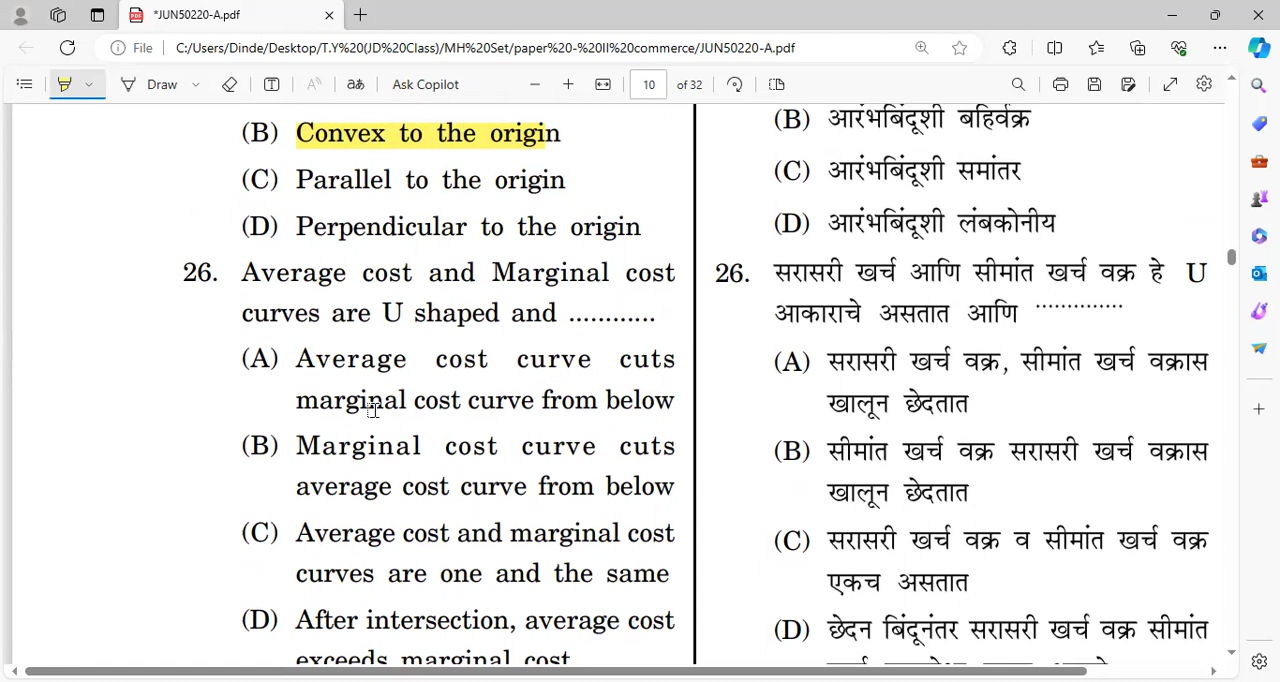 *JUN50220-A.pdf
File
C:/Users/Dinde/Desktop/T.Y%20(JD%20Class)/MH%20Set/paper%20-%20II%20commerce/JUN50220-A.pdf
Draw
Ask Copilot
10 of 32
(B) Convex to the origin
(C) Parallel to the origin
(D) Perpendicular to the origin
26. Average cost and Marginal cost
curves are U shaped and ............
(A) Average cost curve cuts
marginal cost curve from below
(B) Marginal cost curve cuts
average cost curve from below
(C) Average cost and marginal cost
curves are one and the same
(D) After intersection, average cost
exceeds marginal cost
(B) आरंभबिंदूशी बहिर्वक्र
(C) आरंभबिंदूशी समांतर
(D) आरंभबिंदूशी लंबकोनीय
26. सरासरी खर्च आणि सीमांत खर्च वक्र हे U
आकाराचे असतात आणि ..............
(A) सरासरी खर्च वक्र, सीमांत खर्च वक्रास
खालून छेदतात
(B) सीमांत खर्च वक्र सरासरी खर्च वक्रास
खालून छेदतात
(C) सरासरी खर्च वक्र व सीमांत खर्च वक्र
एकच असतात
(D) छेदन बिंदूनंतर सरासरी खर्च वक्र सीमांत